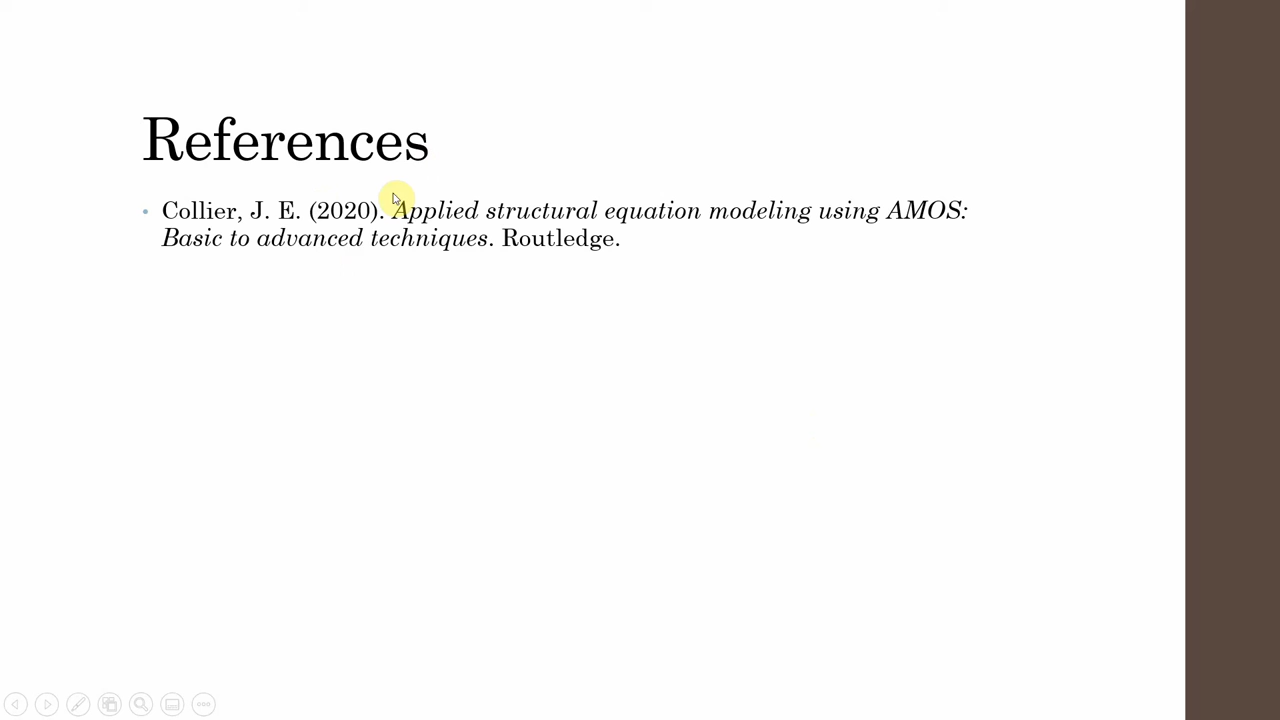 References
• Collier, J. E. (2020). Applied structural equation modeling using AMOS:
Basic to advanced techniques. Routledge.